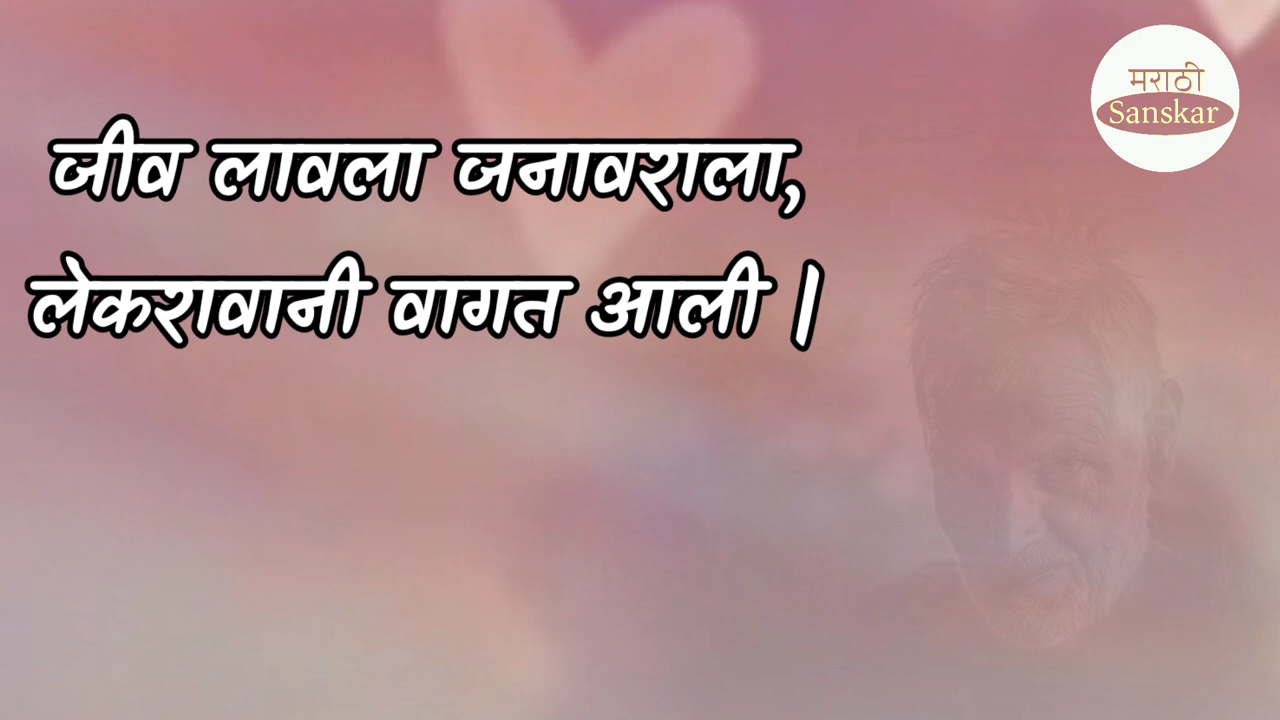 मराठी
Sanskar
जीव लावला जनावराला,
लेकरावानी वागत आली |